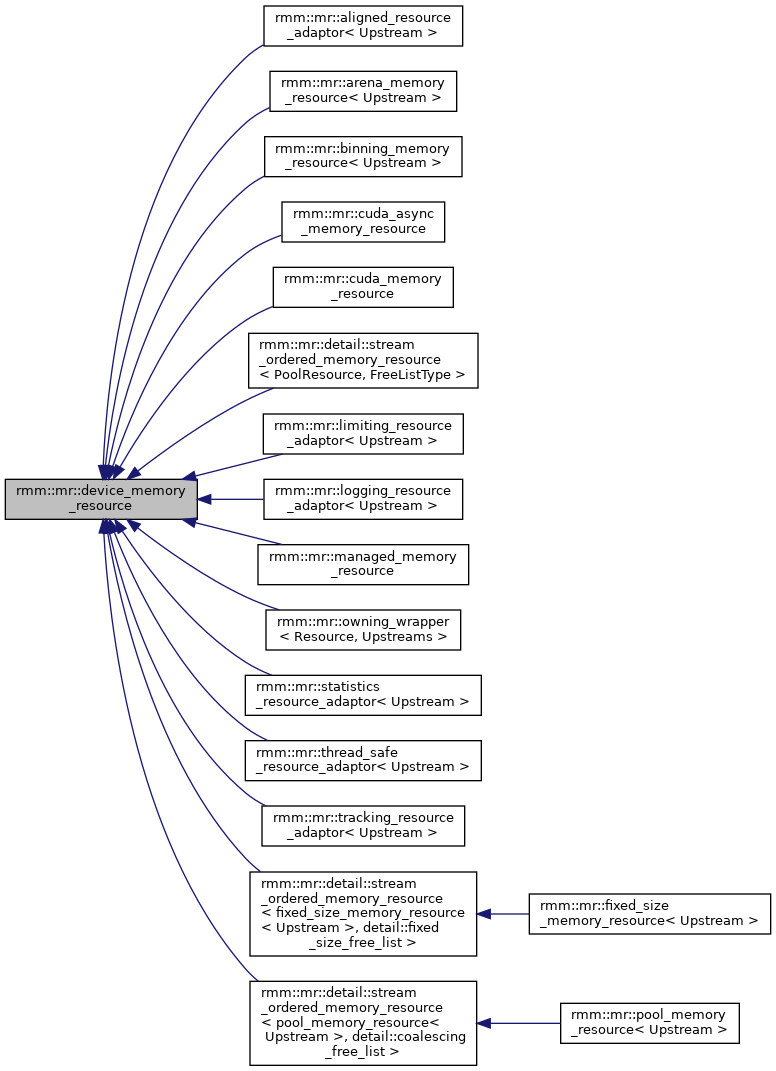 rmm::mr::aligned_resource
_adaptor< Upstream >
rmm::mr::arena_memory
_resource< Upstream >
rmm::mr::binning_memory
_resource< Upstream >
rmm::mr::cuda_async
_memory_resource
rmm::mr::cuda_memory
_resource
rmm::mr::detail::stream
_ordered_memory_resource
< PoolResource, FreeListType >
rmm::mr::limiting_resource
_adaptor< Upstream >
rmm::mr::device_memory
_resource
rmm::mr::logging_resource
_adaptor< Upstream >
rmm::mr::managed_memory
_resource
rmm::mr::owning_wrapper
< Resource, Upstreams >
rmm::mr::statistics
_resource_adaptor< Upstream >
rmm::mr::thread_safe
_resource_adaptor< Upstream >
rmm::mr::tracking_resource
_adaptor< Upstream >
rmm::mr::detail::stream
_ordered_memory_resource
< fixed_size_memory_resource
< Upstream >, detail::fixed
_size_free_list >
rmm::mr::fixed_size
_memory_resource< Upstream >
rmm::mr::detail::stream
_ordered_memory_resource
< pool_memory_resource<
Upstream >, detail::coalescing
_free_list >
rmm::mr::pool_memory
_resource< Upstream >